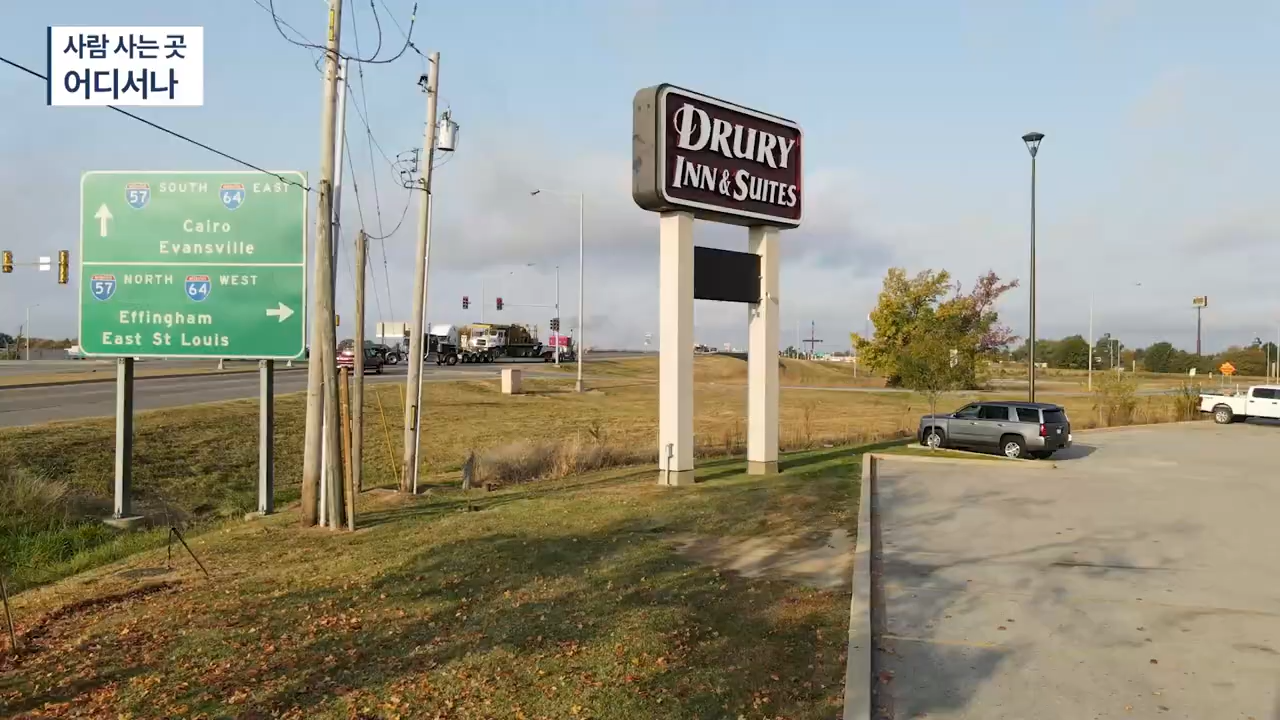 사람 사는 곳
어디서나
57 SOUTH 64 EAST
Cairo
Evansville
57 NORTH 64 WEST
Effingham
East St Louis
DRURY
INN & SUITES